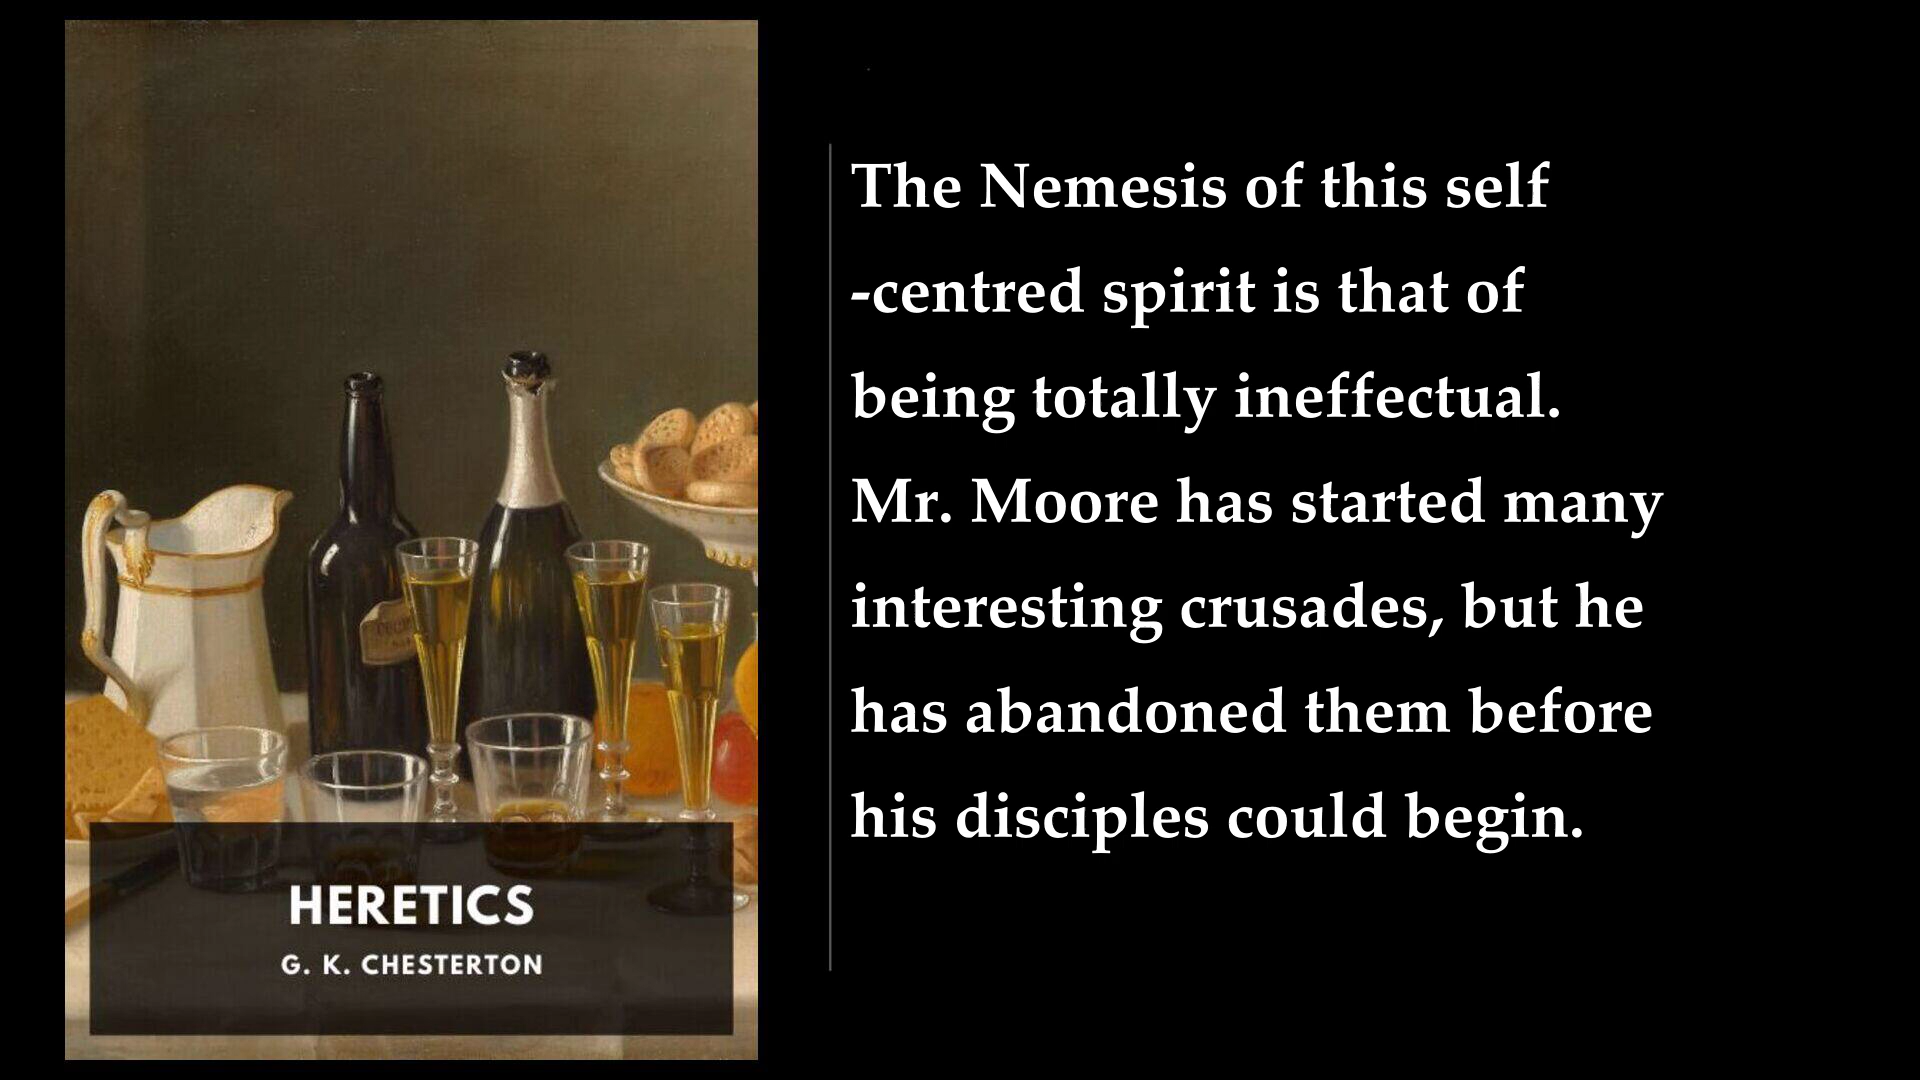 The Nemesis of this self
-centred spirit is that of
being totally ineffectual.
Mr. Moore has started many
interesting crusades, but he
has abandoned them before
his disciples could begin.
HERETICS
G. K. CHESTERTON